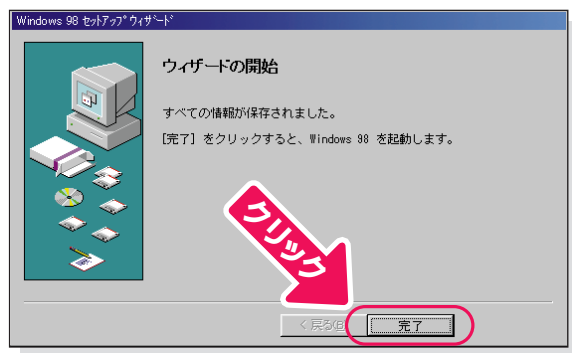 Windows 98 ｾｯﾄｱｯﾌﾟ ｳｨｻﾞｰﾄﾞ
ウィザードの開始
すべての情報が保存されました。
[完了] をクリックすると、Windows 98 を起動します。
クリック
< 戻る(B)
完了